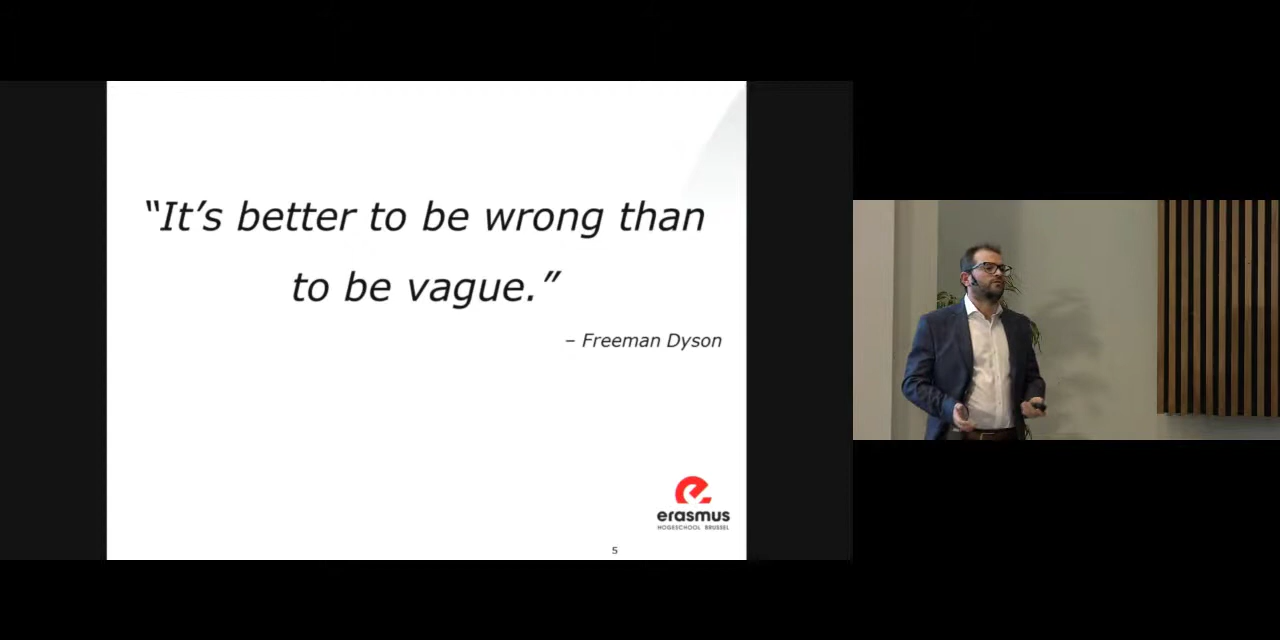 “It’s better to be wrong than
to be vague.”
– Freeman Dyson
erasmus
HOGESCHOOL BRUSSEL
5